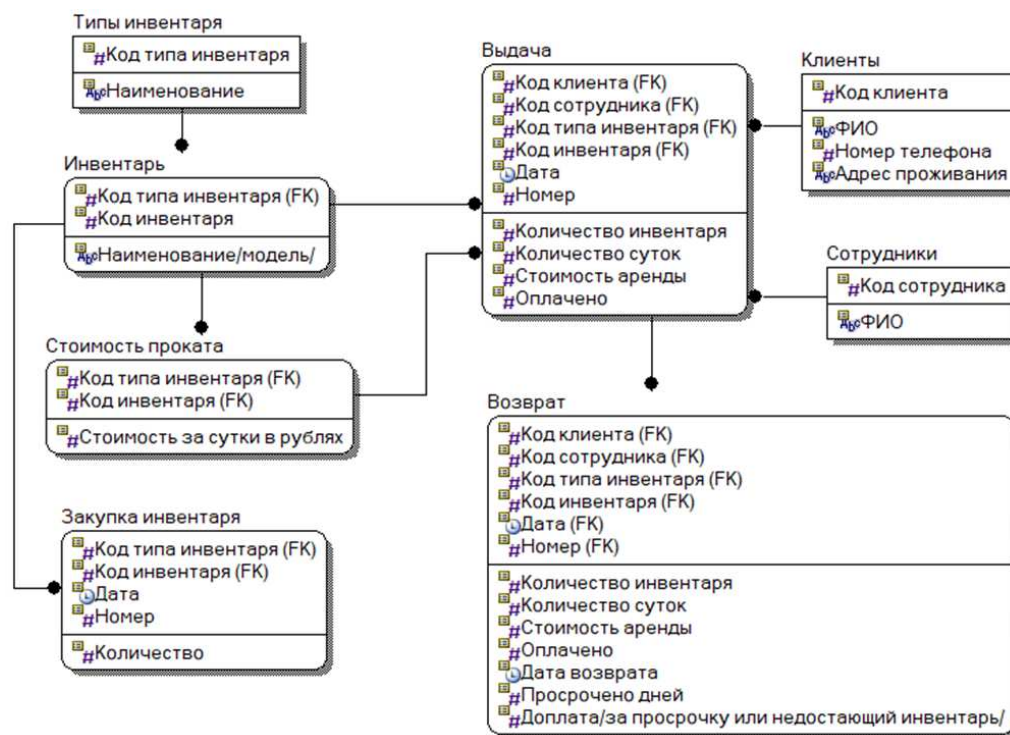 Типы инвентаря
#Код типа инвентаря
AbcНаименование
Инвентарь
#Код типа инвентаря (FK)
#Код инвентаря
AbcНаименование/модель/
Стоимость проката
#Код типа инвентаря (FK)
#Код инвентаря (FK)
#Стоимость за сутки в рублях
Закупка инвентаря
#Код типа инвентаря (FK)
#Код инвентаря (FK)
Дата
#Номер
#Количество
Выдача
#Код клиента (FK)
#Код сотрудника (FK)
#Код типа инвентаря (FK)
#Код инвентаря (FK)
Дата
#Номер
#Количество инвентаря
#Количество суток
#Стоимость аренды
#Оплачено
Клиенты
#Код клиента
AbcФИО
#Номер телефона
AbcАдрес проживания
Сотрудники
#Код сотрудника
AbcФИО
Возврат
#Код клиента (FK)
#Код сотрудника (FK)
#Код типа инвентаря (FK)
#Код инвентаря (FK)
Дата (FK)
#Номер (FK)
#Количество инвентаря
#Количество суток
#Стоимость аренды
#Оплачено
Дата возврата
#Просрочено дней
#Доплата/за просрочку или недостающий инвентарь/